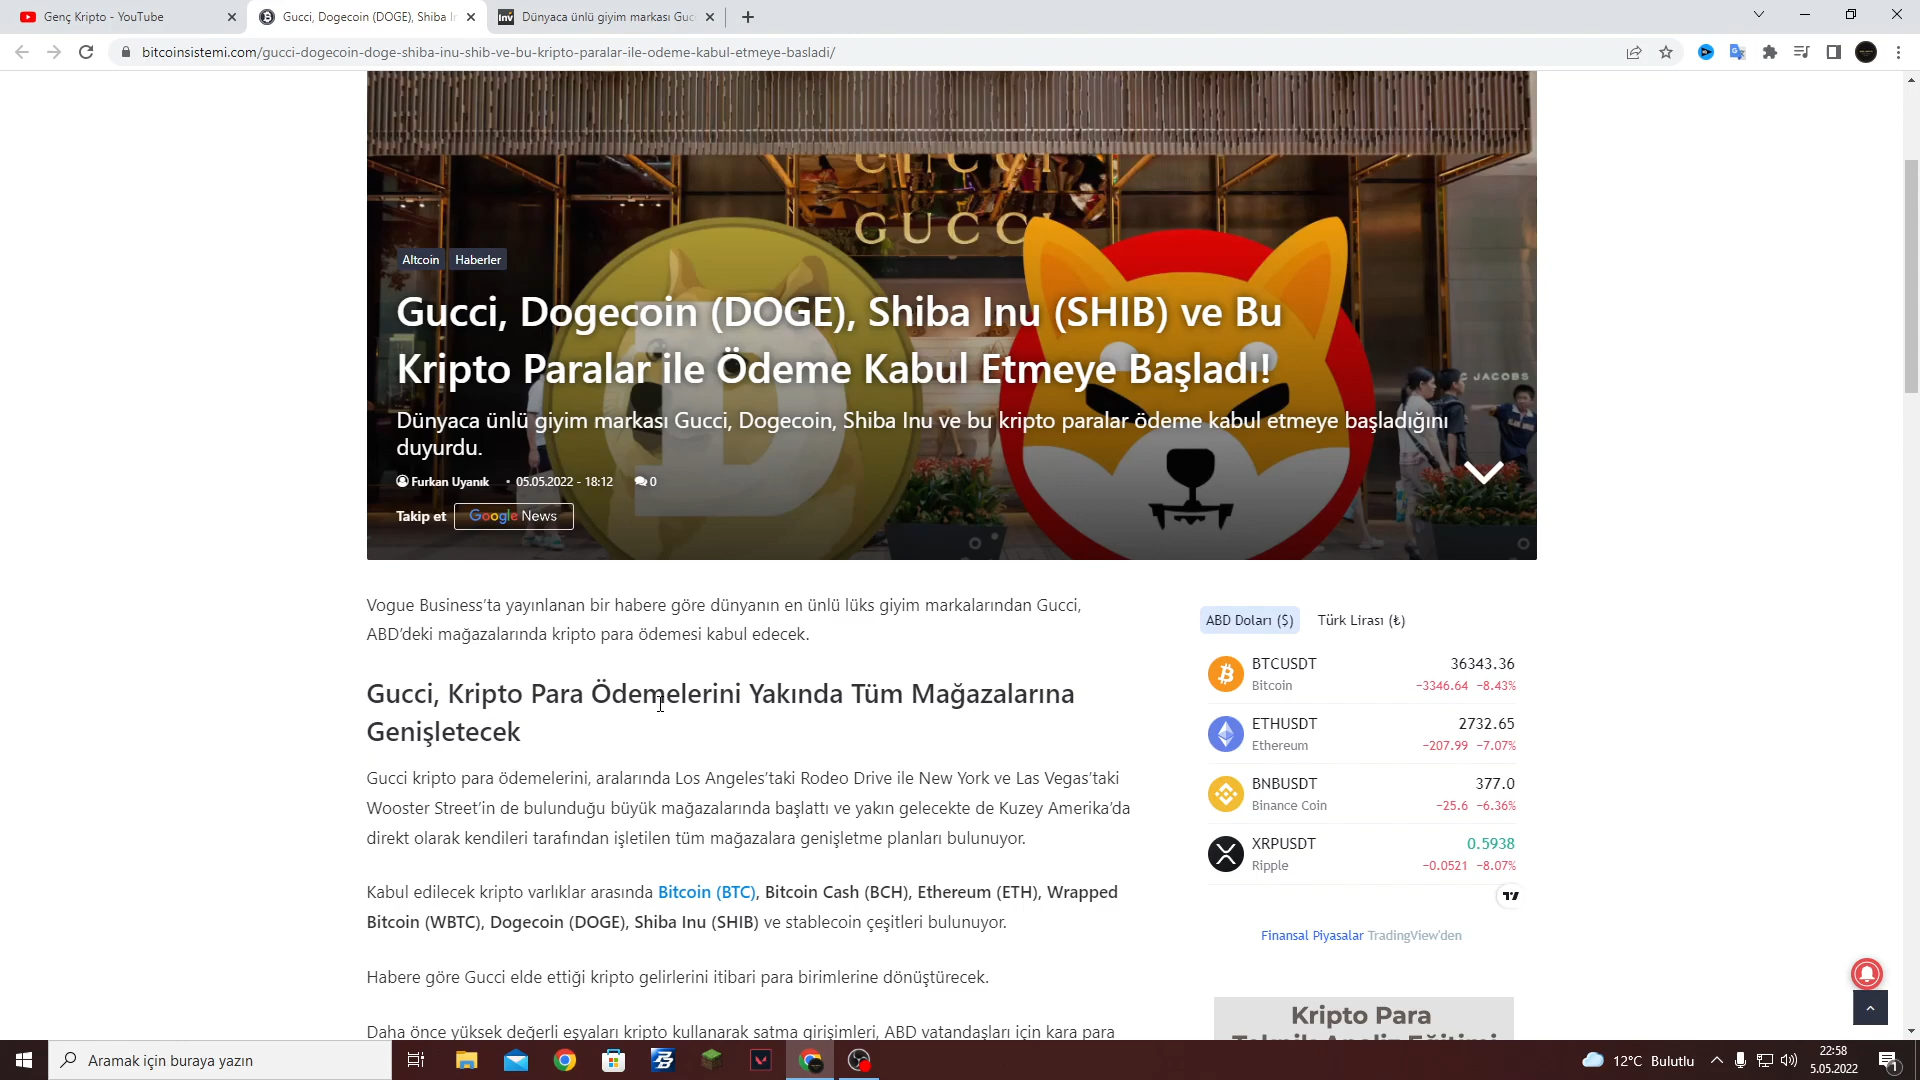 Genç Kripto - YouTube
Gucci, Dogecoin (DOGE), Shiba In
Dünyaca ünlü giyim markası Guc
bitcoinsistemi.com/gucci-dogecoin-doge-shiba-inu-shib-ve-bu-kripto-paralar-ile-odeme-kabul-etmeye-basladi/
GUCCI
GUCCI
C JACOBS
Altcoin
Haberler
Gucci, Dogecoin (DOGE), Shiba Inu (SHIB) ve Bu
Kripto Paralar ile Ödeme Kabul Etmeye Başladı!
Dünyaca ünlü giyim markası Gucci, Dogecoin, Shiba Inu ve bu kripto paralar ödeme kabul etmeye başladığını
duyurdu.
Furkan Uyanık • 05.05.2022 - 18:12 0
Takip et Google News
Vogue Business'ta yayınlanan bir habere göre dünyanın en ünlü lüks giyim markalarından Gucci,
ABD'deki mağazalarında kripto para ödemesi kabul edecek.
Gucci, Kripto Para Ödemelerini Yakında Tüm Mağazalarına
Genişletecek
Gucci kripto para ödemelerini, aralarında Los Angeles'taki Rodeo Drive ile New York ve Las Vegas'taki
Wooster Street'in de bulunduğu büyük mağazalarında başlattı ve yakın gelecekte de Kuzey Amerika'da
direkt olarak kendileri tarafından işletilen tüm mağazalara genişletme planları bulunuyor.
Kabul edilecek kripto varlıklar arasında Bitcoin (BTC), Bitcoin Cash (BCH), Ethereum (ETH), Wrapped
Bitcoin (WBTC), Dogecoin (DOGE), Shiba Inu (SHIB) ve stablecoin çeşitleri bulunuyor.
Habere göre Gucci elde ettiği kripto gelirlerini itibari para birimlerine dönüştürecek.
Daha önce yüksek değerli eşyaları kripto kullanarak satma girişimleri, ABD vatandaşları için kara para
ABD Doları ($) Türk Lirası (₺)
BTCUSDT 36343.36
Bitcoin −3346.64 −8.43%
ETHUSDT 2732.65
Ethereum −207.99 −7.07%
BNBUSDT 377.0
Binance Coin −25.6 −6.36%
XRPUSDT 0.5938
Ripple −0.0521 −8.07%
Finansal Piyasalar TradingView'den
Kripto Para
Teknik Analiz Eğitimi
Aramak için buraya yazın
12°C Bulutlu
22:58
5.05.2022
1